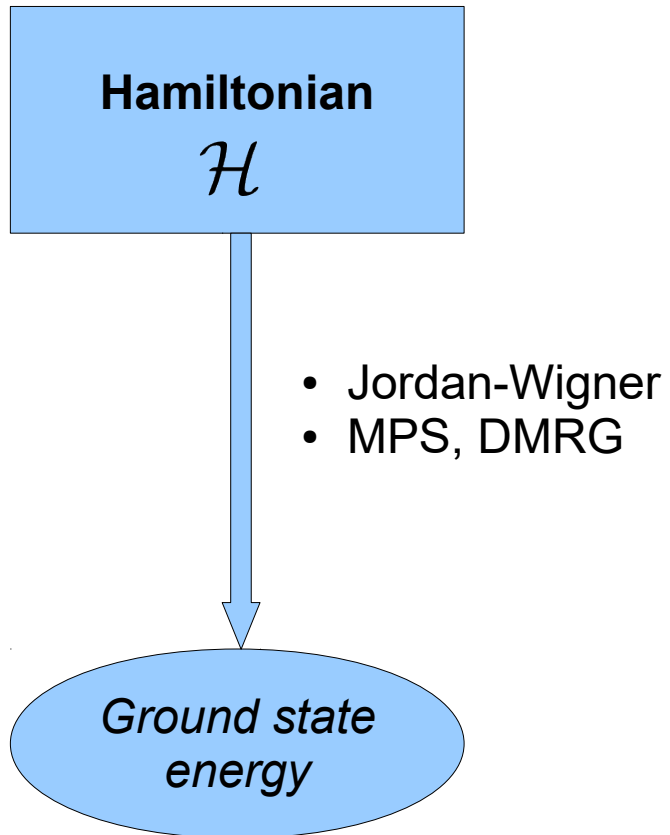 Hamiltonian
ℋ
• Jordan-Wigner
• MPS, DMRG
Ground state
energy